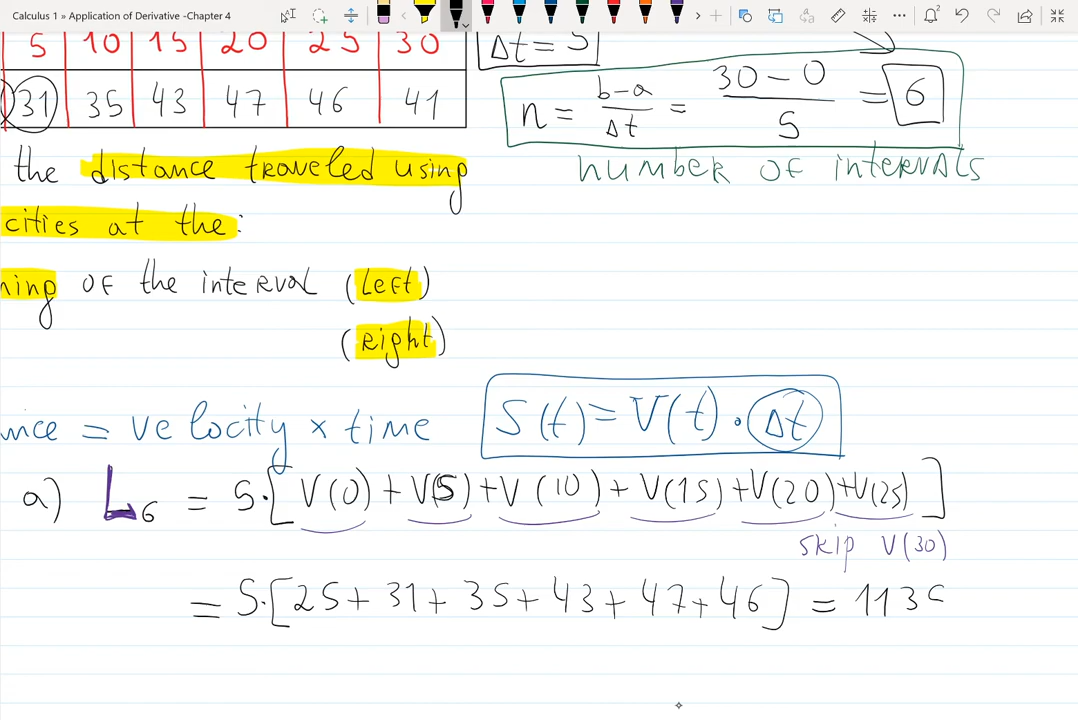 Calculus 1 » Application of Derivative -Chapter 4
5 10 15 20 25 30
31 35 43 47 46 41
Δt = 5
n = b-a / Δt = 30-0 / 5 = 6
number of intervals
the distance traveled using
cities at the:
ning of the interval (Left)
(Right)
nce = velocity × time
S(t) = V(t) · Δt
a) L6 = 5·[V(0) + V(5) + V(10) + V(15) + V(20) + V(25)]
skip V(30)
= 5·[25 + 31 + 35 + 43 + 47 + 46] = 113